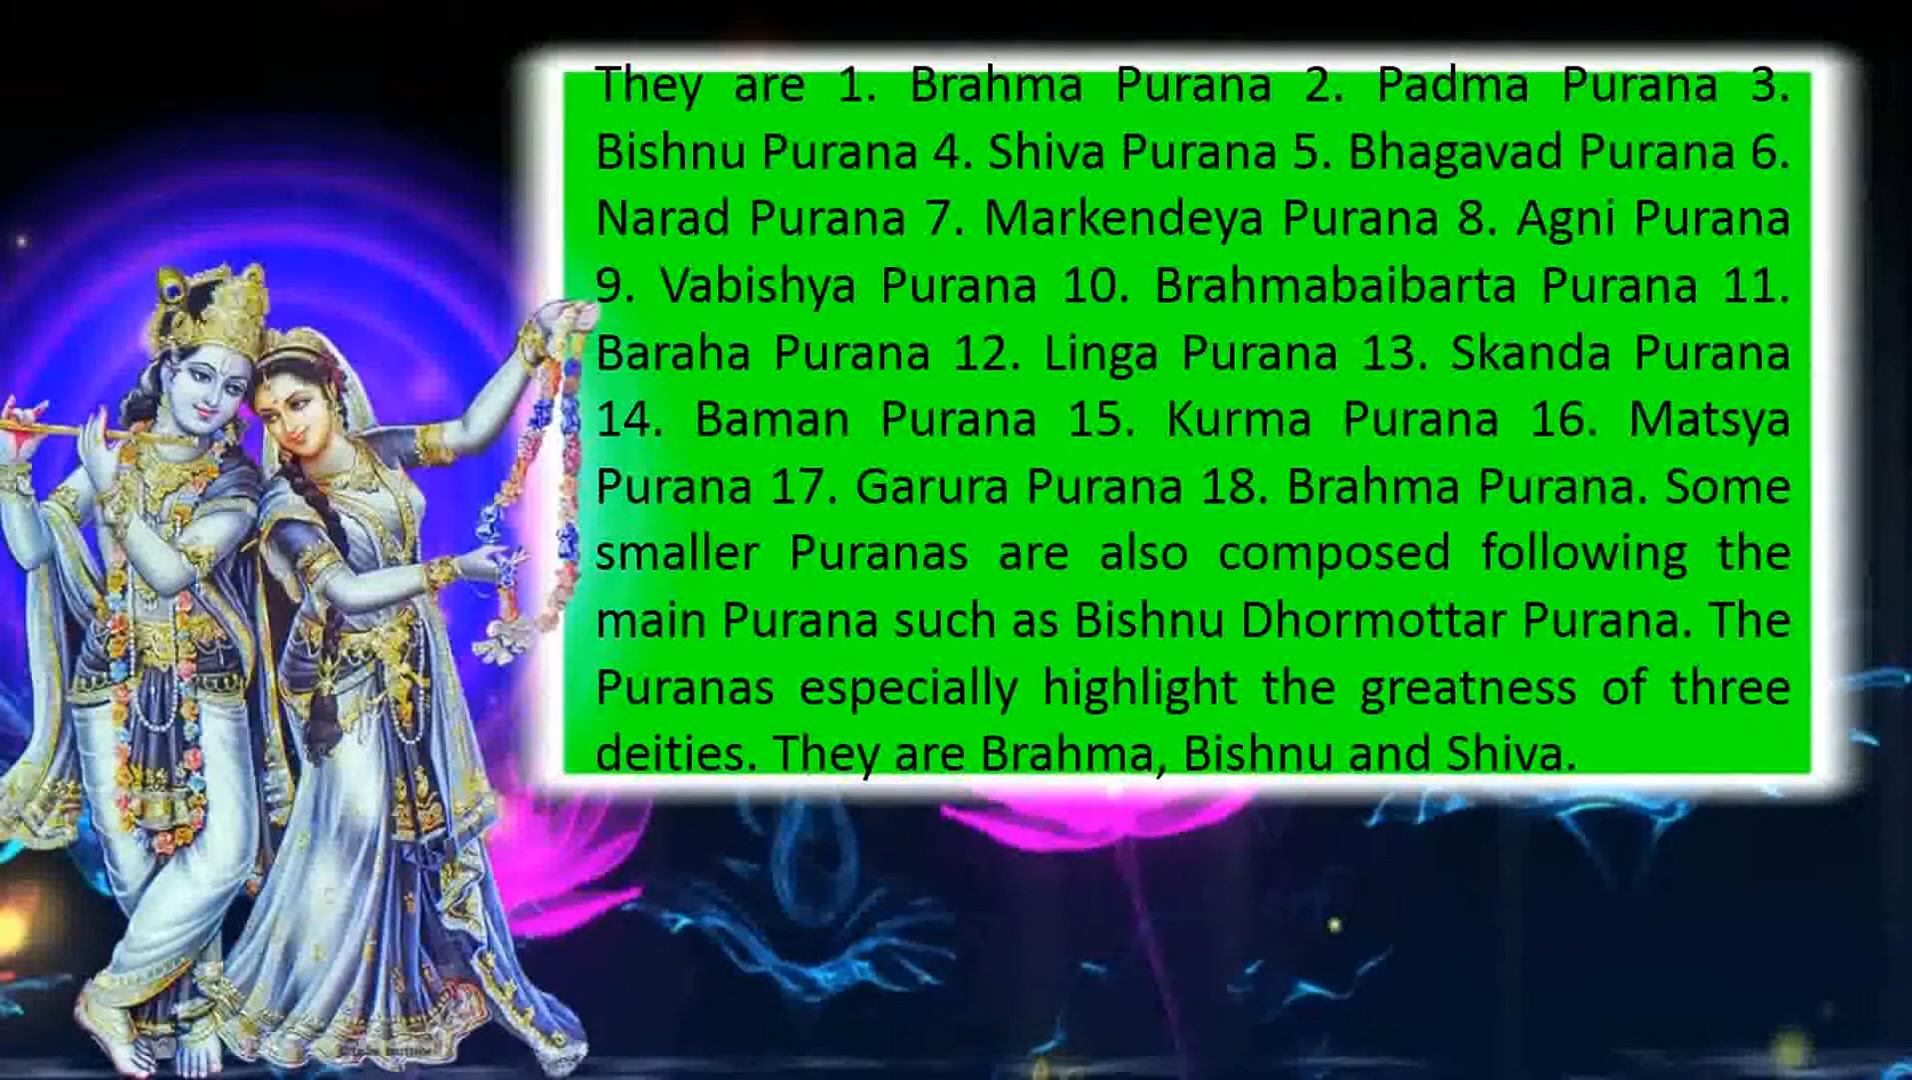 They are 1. Brahma Purana 2. Padma Purana 3.
Bishnu Purana 4. Shiva Purana 5. Bhagavad Purana 6.
Narad Purana 7. Markendeya Purana 8. Agni Purana
9. Vabishya Purana 10. Brahmabaibarta Purana 11.
Baraha Purana 12. Linga Purana 13. Skanda Purana
14. Baman Purana 15. Kurma Purana 16. Matsya
Purana 17. Garura Purana 18. Brahma Purana. Some
smaller Puranas are also composed following the
main Purana such as Bishnu Dhormottar Purana. The
Puranas especially highlight the greatness of three
deities. They are Brahma, Bishnu and Shiva.